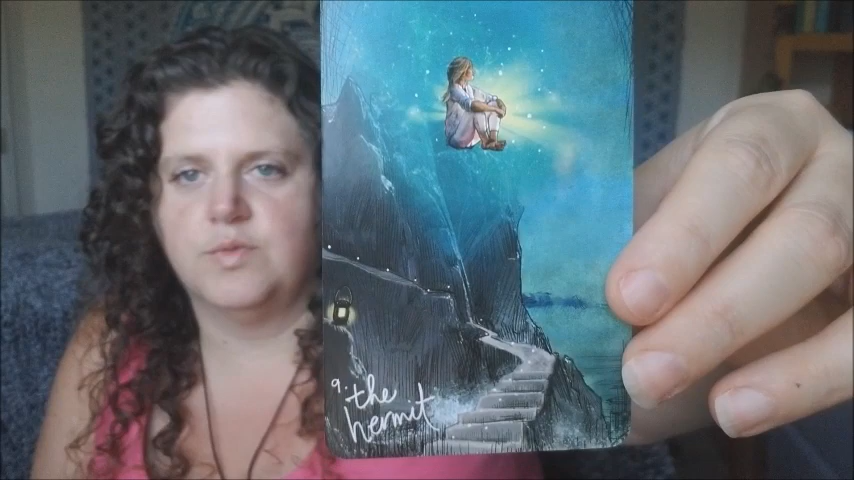 9. the
hermit